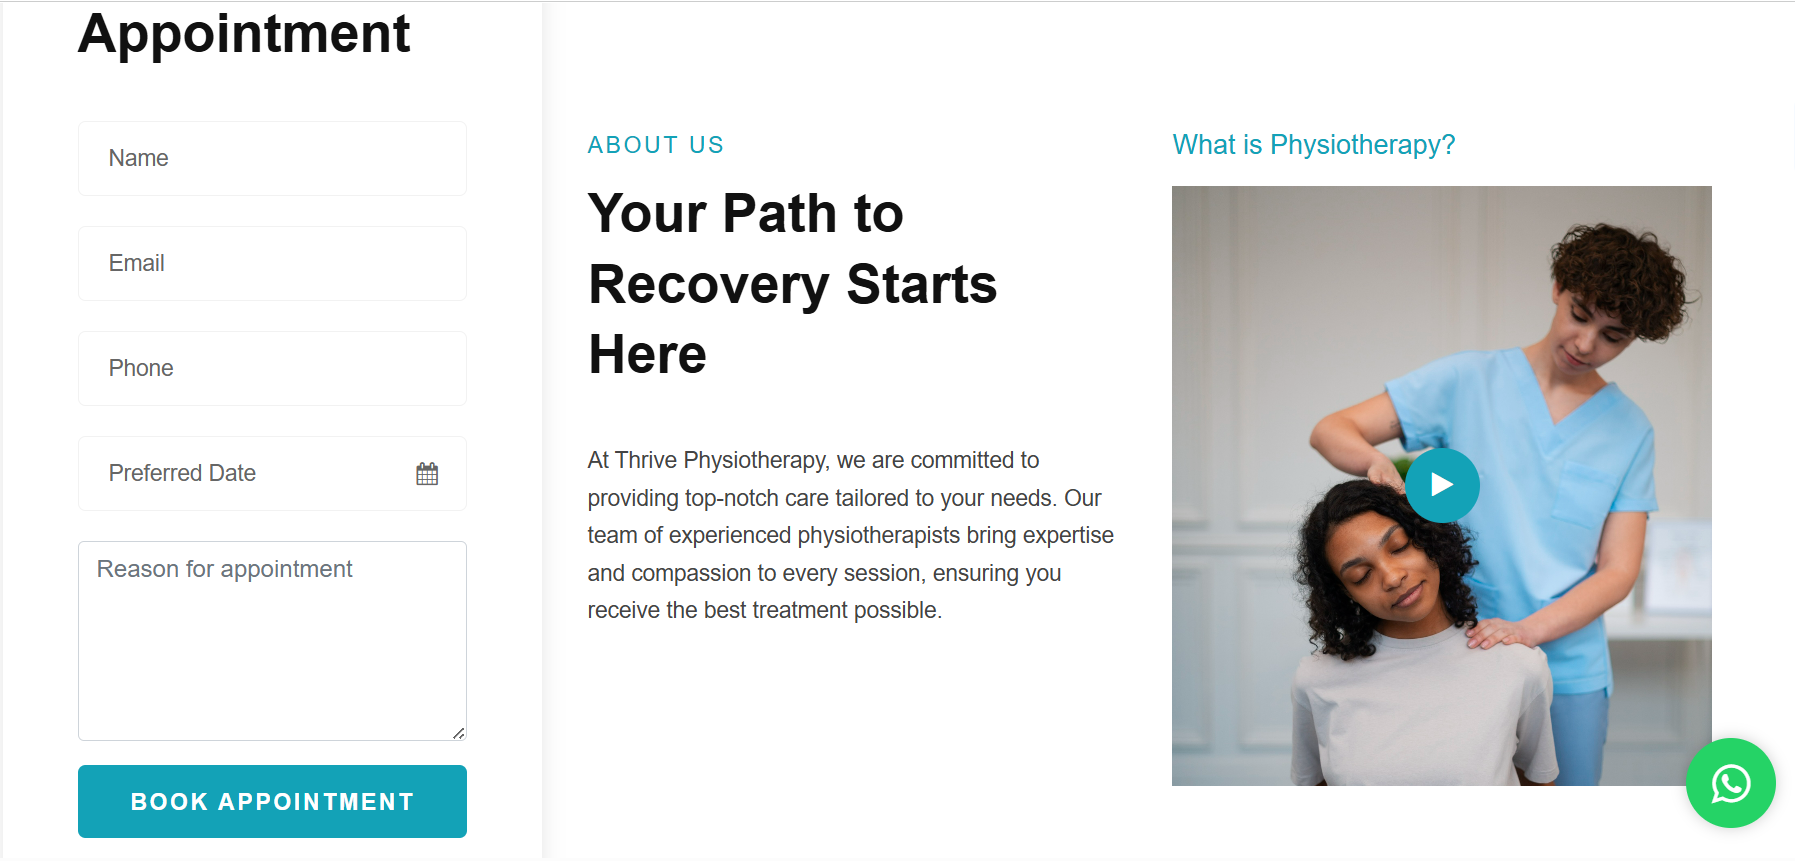 Appointment
Name
Email
Phone
Preferred Date
Reason for appointment
BOOK APPOINTMENT
ABOUT US
Your Path to
Recovery Starts
Here
At Thrive Physiotherapy, we are committed to
providing top-notch care tailored to your needs. Our
team of experienced physiotherapists bring expertise
and compassion to every session, ensuring you
receive the best treatment possible.
What is Physiotherapy?